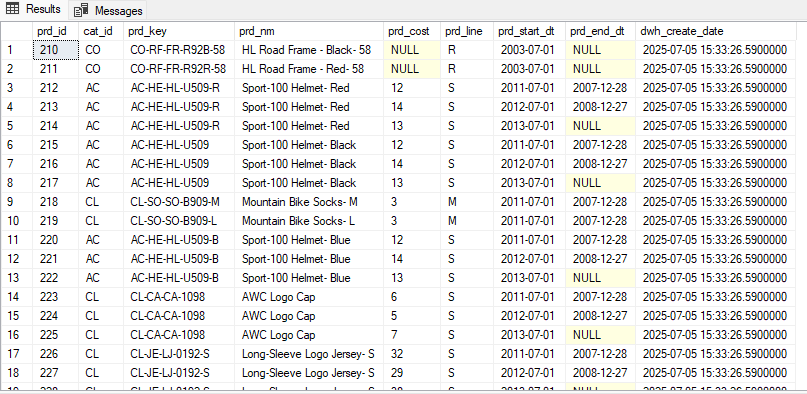 Results Messages
prd_id cat_id prd_key prd_nm prd_cost prd_line prd_start_dt prd_end_dt dwh_create_date
1 210 CO CO-RF-FR-R92B-58 HL Road Frame - Black- 58 NULL R 2003-07-01 NULL 2025-07-05 15:33:26.5900000
2 211 CO CO-RF-FR-R92R-58 HL Road Frame - Red- 58 NULL R 2003-07-01 NULL 2025-07-05 15:33:26.5900000
3 212 AC AC-HE-HL-U509-R Sport-100 Helmet- Red 12 S 2011-07-01 2007-12-28 2025-07-05 15:33:26.5900000
4 213 AC AC-HE-HL-U509-R Sport-100 Helmet- Red 14 S 2012-07-01 2008-12-27 2025-07-05 15:33:26.5900000
5 214 AC AC-HE-HL-U509-R Sport-100 Helmet- Red 13 S 2013-07-01 NULL 2025-07-05 15:33:26.5900000
6 215 AC AC-HE-HL-U509 Sport-100 Helmet- Black 12 S 2011-07-01 2007-12-28 2025-07-05 15:33:26.5900000
7 216 AC AC-HE-HL-U509 Sport-100 Helmet- Black 14 S 2012-07-01 2008-12-27 2025-07-05 15:33:26.5900000
8 217 AC AC-HE-HL-U509 Sport-100 Helmet- Black 13 S 2013-07-01 NULL 2025-07-05 15:33:26.5900000
9 218 CL CL-SO-SO-B909-M Mountain Bike Socks- M 3 M 2011-07-01 2007-12-28 2025-07-05 15:33:26.5900000
10 219 CL CL-SO-SO-B909-L Mountain Bike Socks- L 3 M 2011-07-01 2007-12-28 2025-07-05 15:33:26.5900000
11 220 AC AC-HE-HL-U509-B Sport-100 Helmet- Blue 12 S 2011-07-01 2007-12-28 2025-07-05 15:33:26.5900000
12 221 AC AC-HE-HL-U509-B Sport-100 Helmet- Blue 14 S 2012-07-01 2008-12-27 2025-07-05 15:33:26.5900000
13 222 AC AC-HE-HL-U509-B Sport-100 Helmet- Blue 13 S 2013-07-01 NULL 2025-07-05 15:33:26.5900000
14 223 CL CL-CA-CA-1098 AWC Logo Cap 6 S 2011-07-01 2007-12-28 2025-07-05 15:33:26.5900000
15 224 CL CL-CA-CA-1098 AWC Logo Cap 5 S 2012-07-01 2008-12-27 2025-07-05 15:33:26.5900000
16 225 CL CL-CA-CA-1098 AWC Logo Cap 7 S 2013-07-01 NULL 2025-07-05 15:33:26.5900000
17 226 CL CL-JE-LJ-0192-S Long-Sleeve Logo Jersey- S 32 S 2011-07-01 2007-12-28 2025-07-05 15:33:26.5900000
18 227 CL CL-JE-LJ-0192-S Long-Sleeve Logo Jersey- S 29 S 2012-07-01 2008-12-27 2025-07-05 15:33:26.5900000